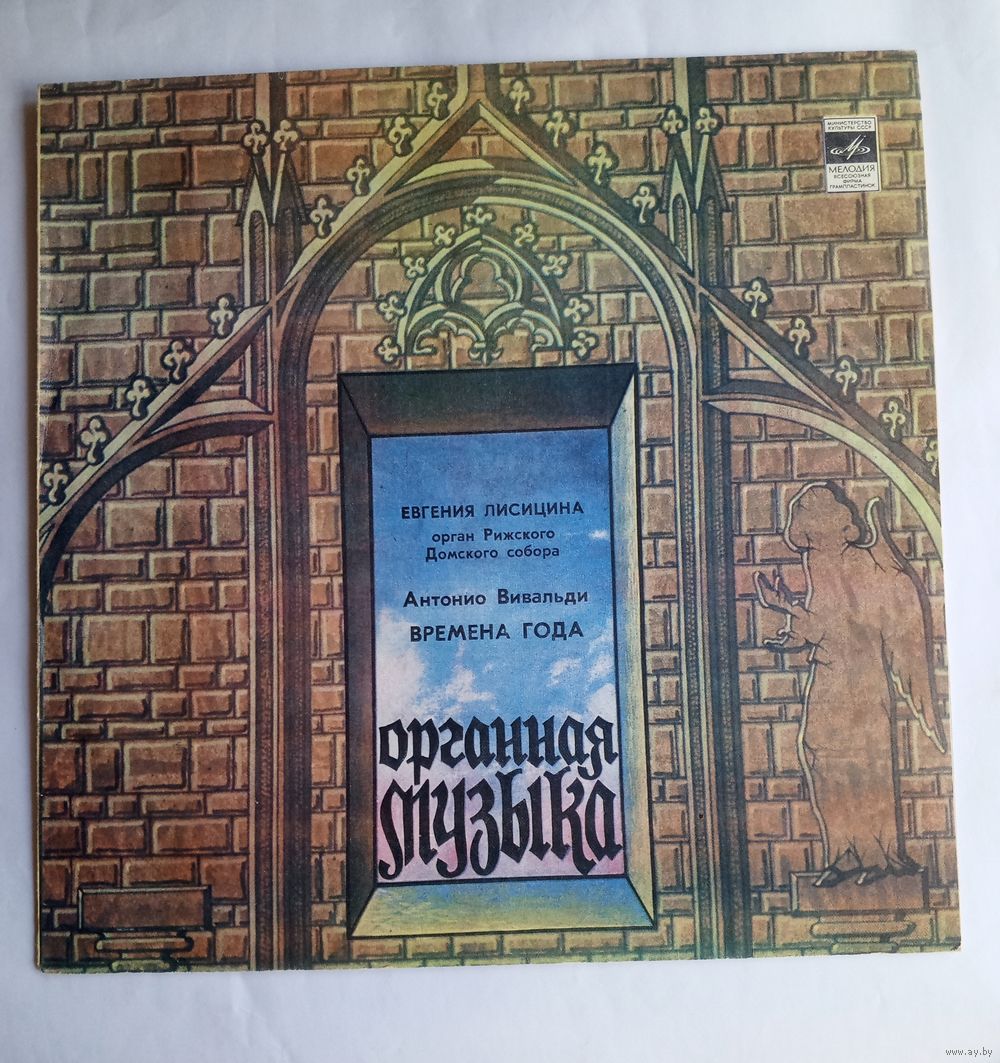 МИНИСТЕРСТВО
КУЛЬТУРЫ СССР
МЕЛОДИЯ
ВСЕСОЮЗНАЯ
ФИРМА
ГРАМПЛАСТИНОК
ЕВГЕНИЯ ЛИСИЦИНА
орган Рижского
Домского собора
Антонио Вивальди
ВРЕМЕНА ГОДА
органная
музыка
www.ay.by